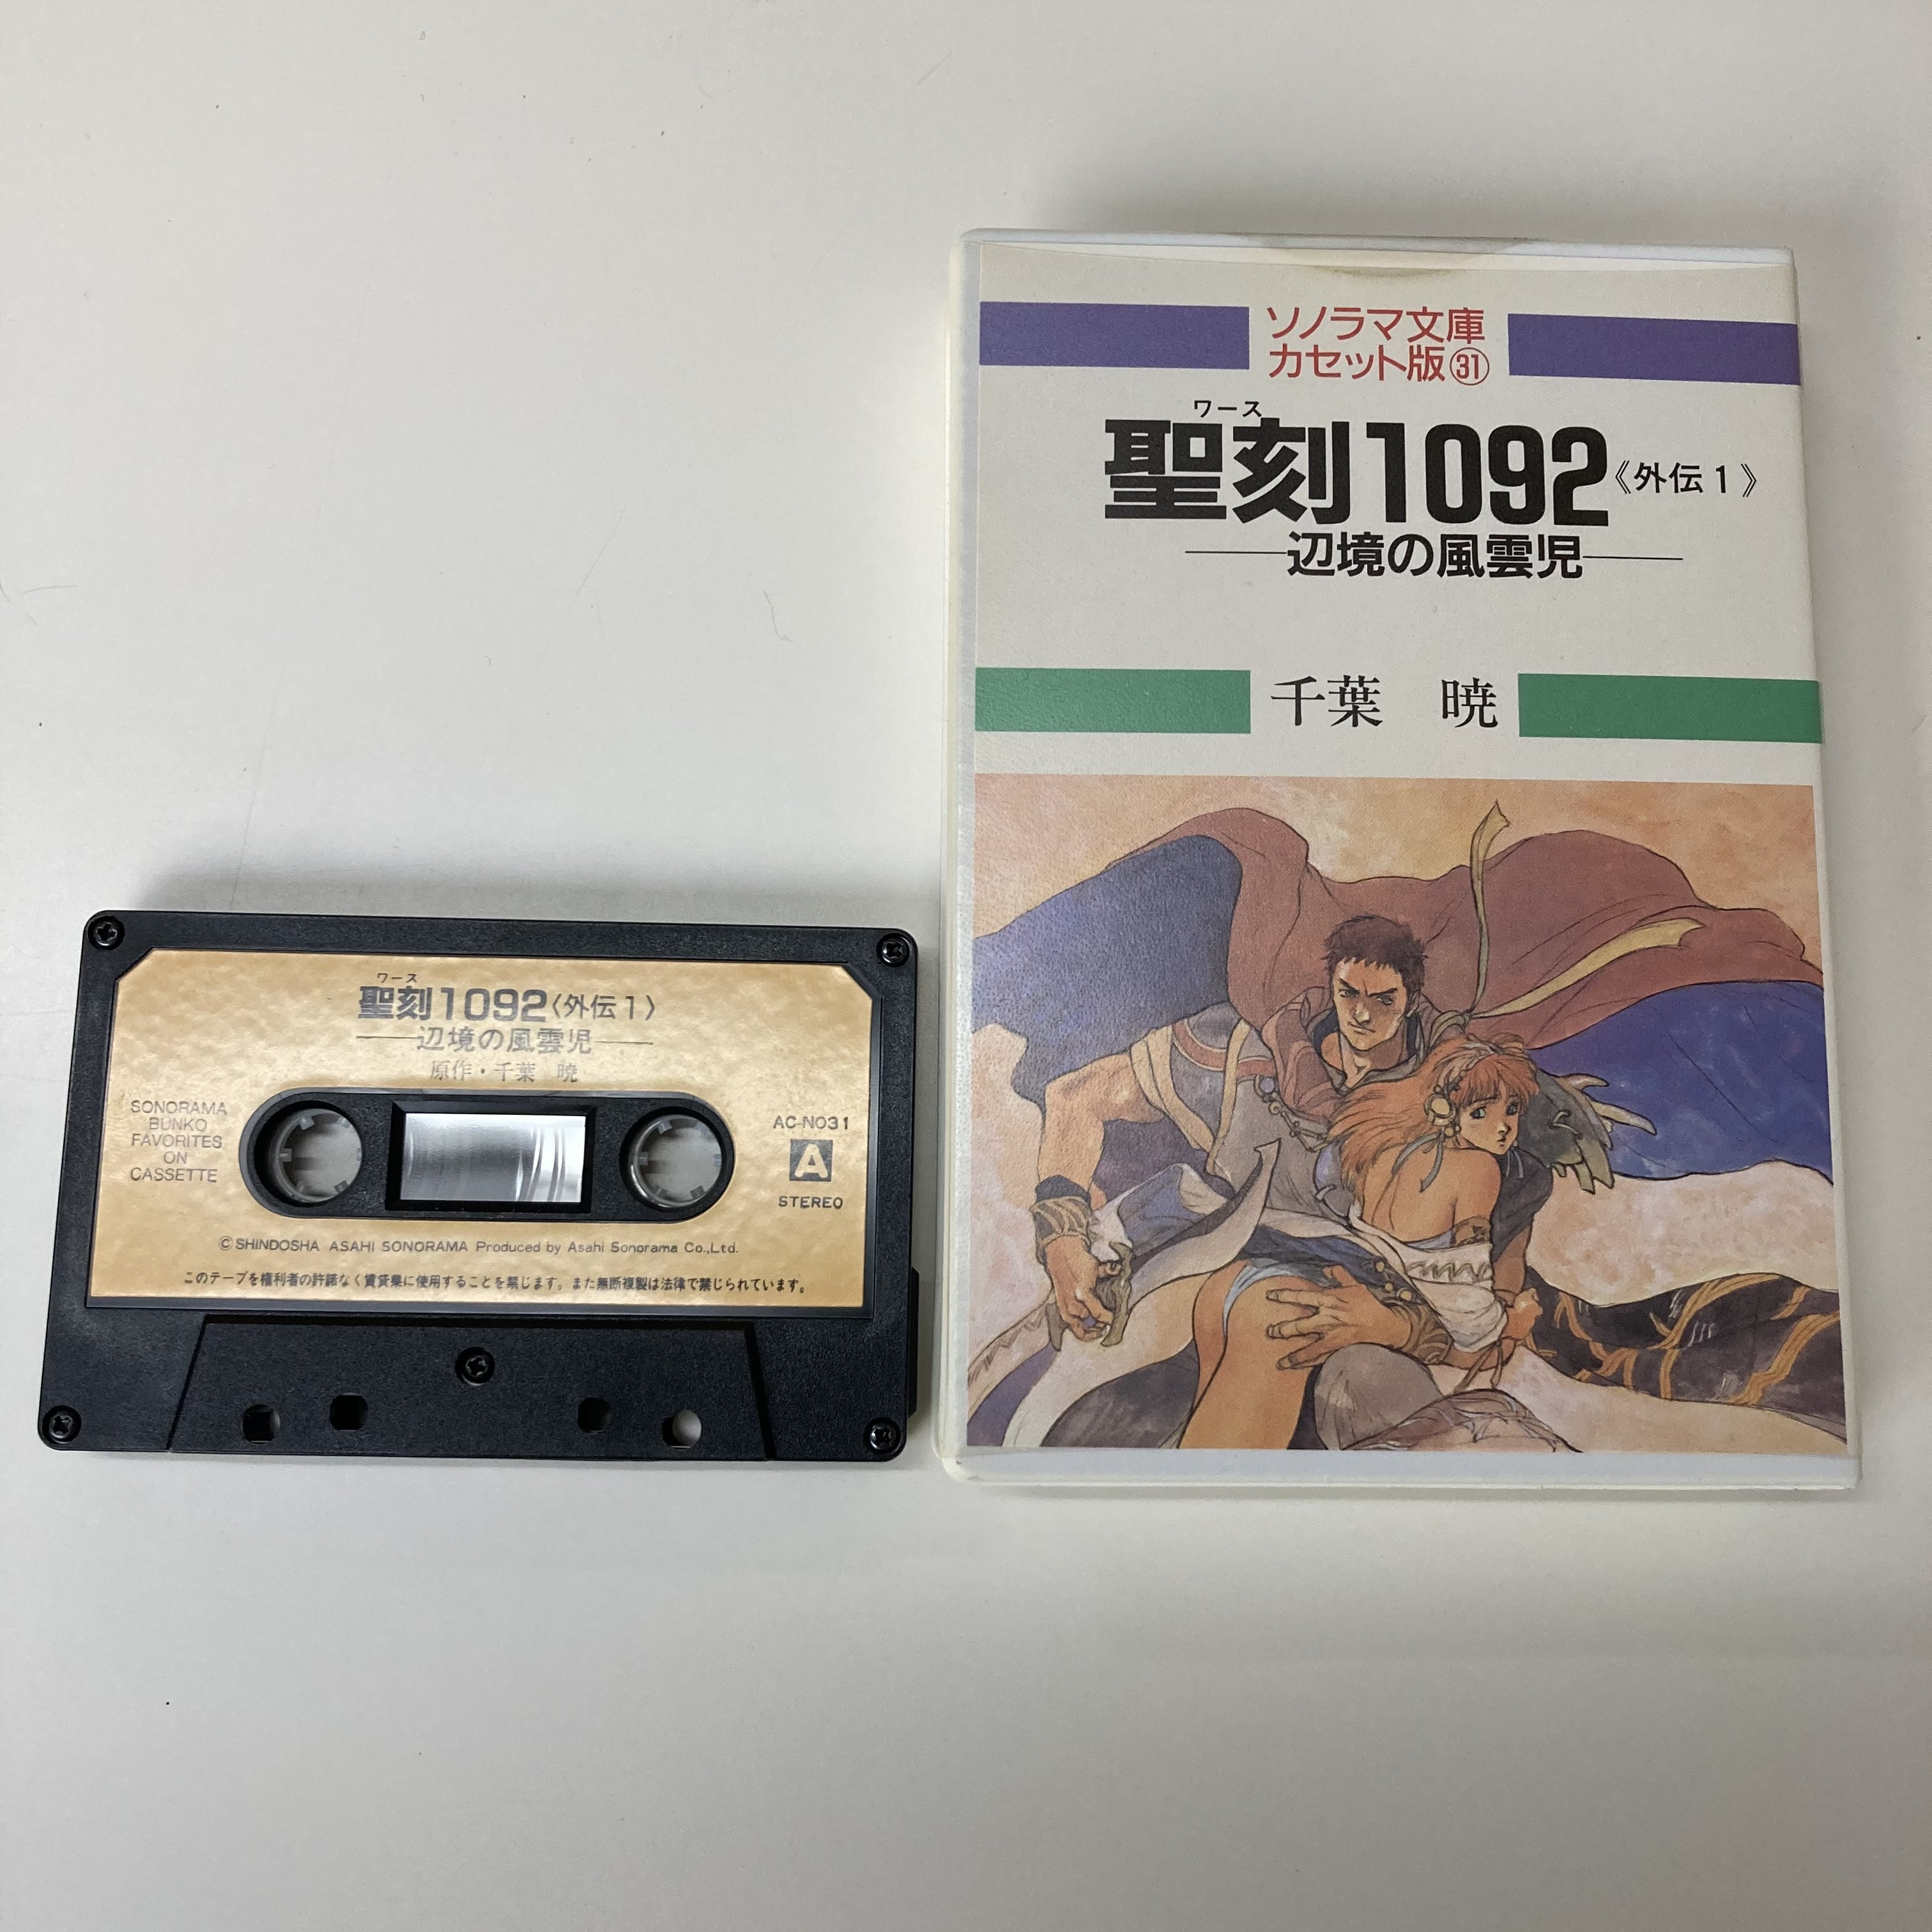 ソノラマ文庫
カセット版㉛
ワース
聖刻1092《外伝1》
――辺境の風雲児――
千葉 暁
ワース
聖刻1092〈外伝1〉
――辺境の風雲児――
原作・千葉 暁
SONORAMA
BUNKO
FAVORITES
ON
CASSETTE
AC-NO31
A
STEREO
© SHINDOSHA ASAHI SONORAMA Produced by Asahi Sonorama Co.,Ltd.
このテープを権利者の許諾なく賃貸業に使用することを禁じます。また無断複製は法律で禁じられています。